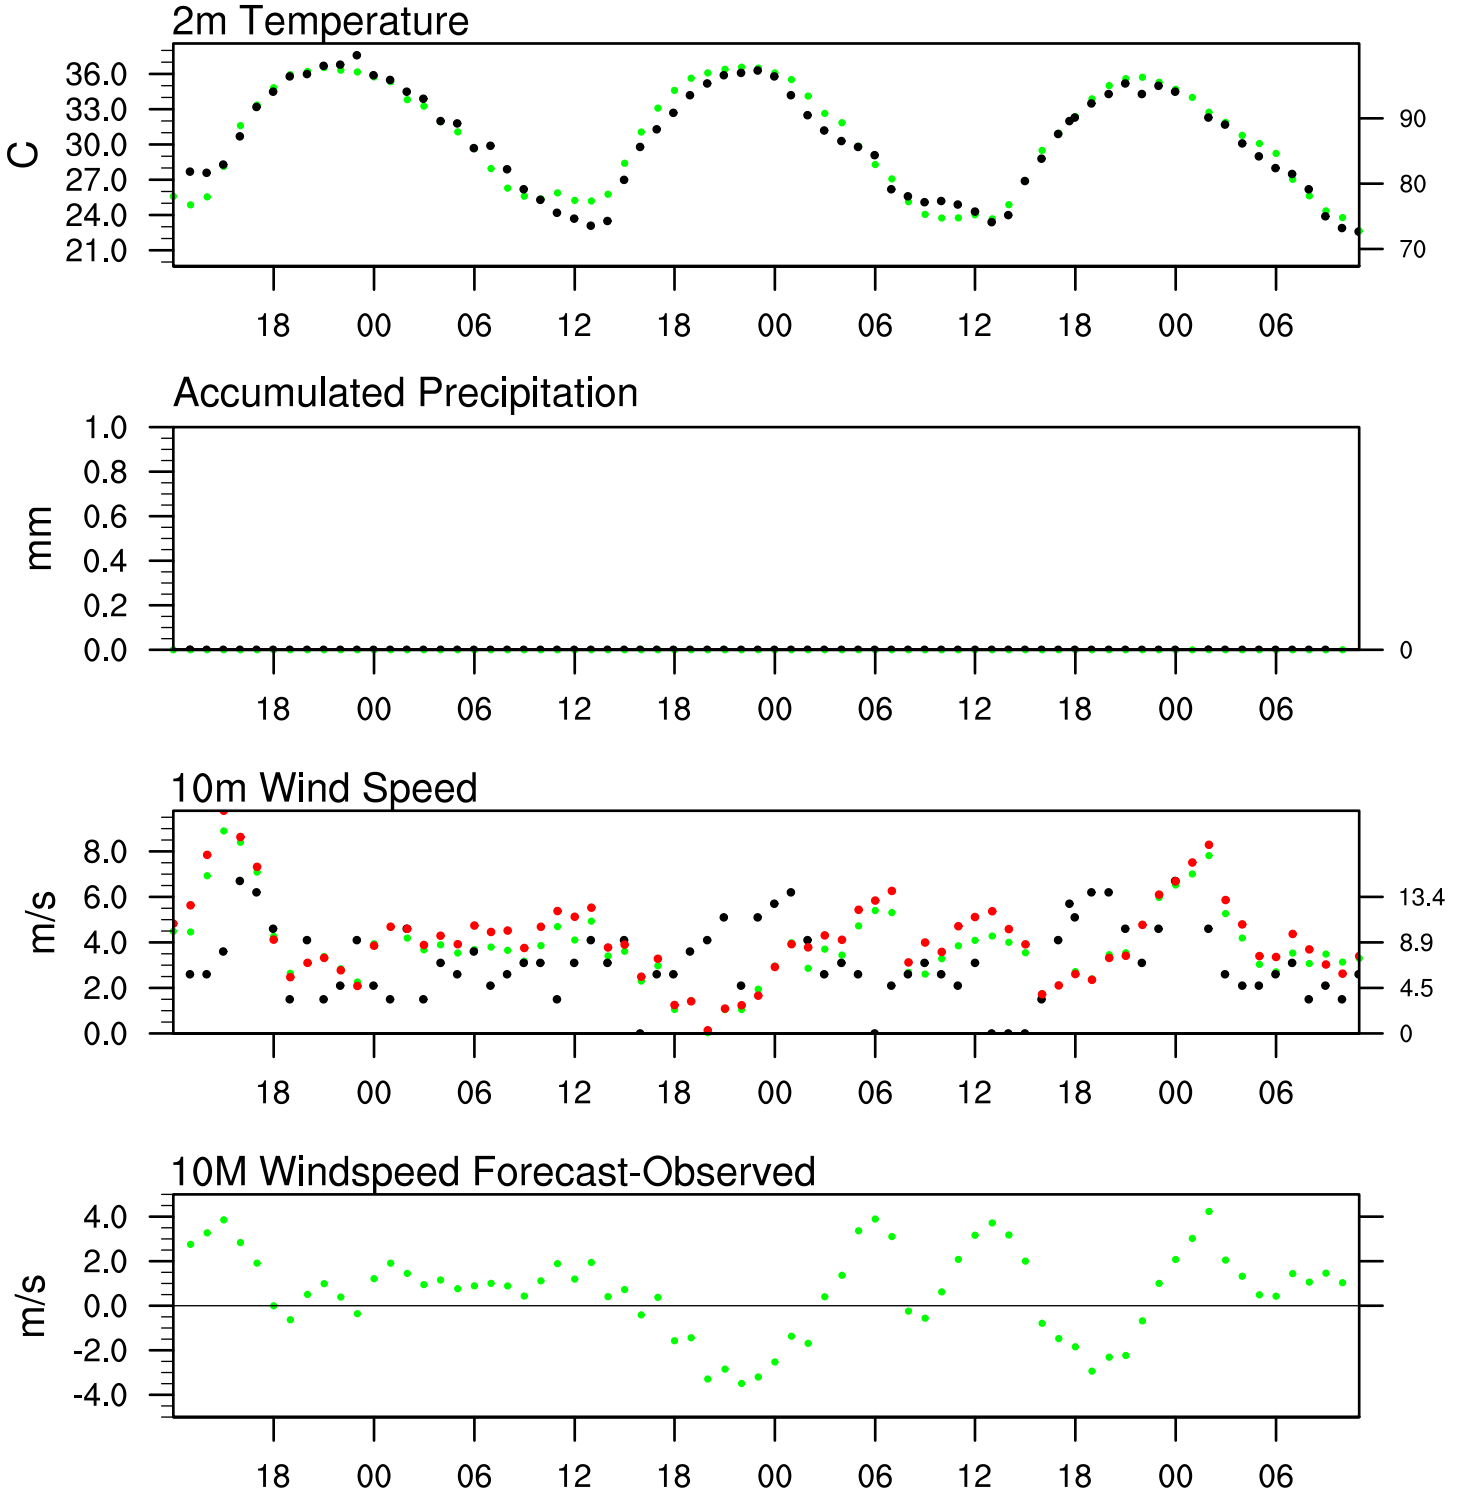 2m Temperature
36.0
33.0
30.0
27.0
24.0
21.0
C
90
80
70
18 00 06 12 18 00 06 12 18 00 06
Accumulated Precipitation
1.0
0.8
0.6
0.4
0.2
0.0
mm
0
18 00 06 12 18 00 06 12 18 00 06
10m Wind Speed
8.0
6.0
4.0
2.0
0.0
m/s
13.4
8.9
4.5
0
18 00 06 12 18 00 06 12 18 00 06
10M Windspeed Forecast-Observed
4.0
2.0
0.0
-2.0
-4.0
m/s
18 00 06 12 18 00 06 12 18 00 06